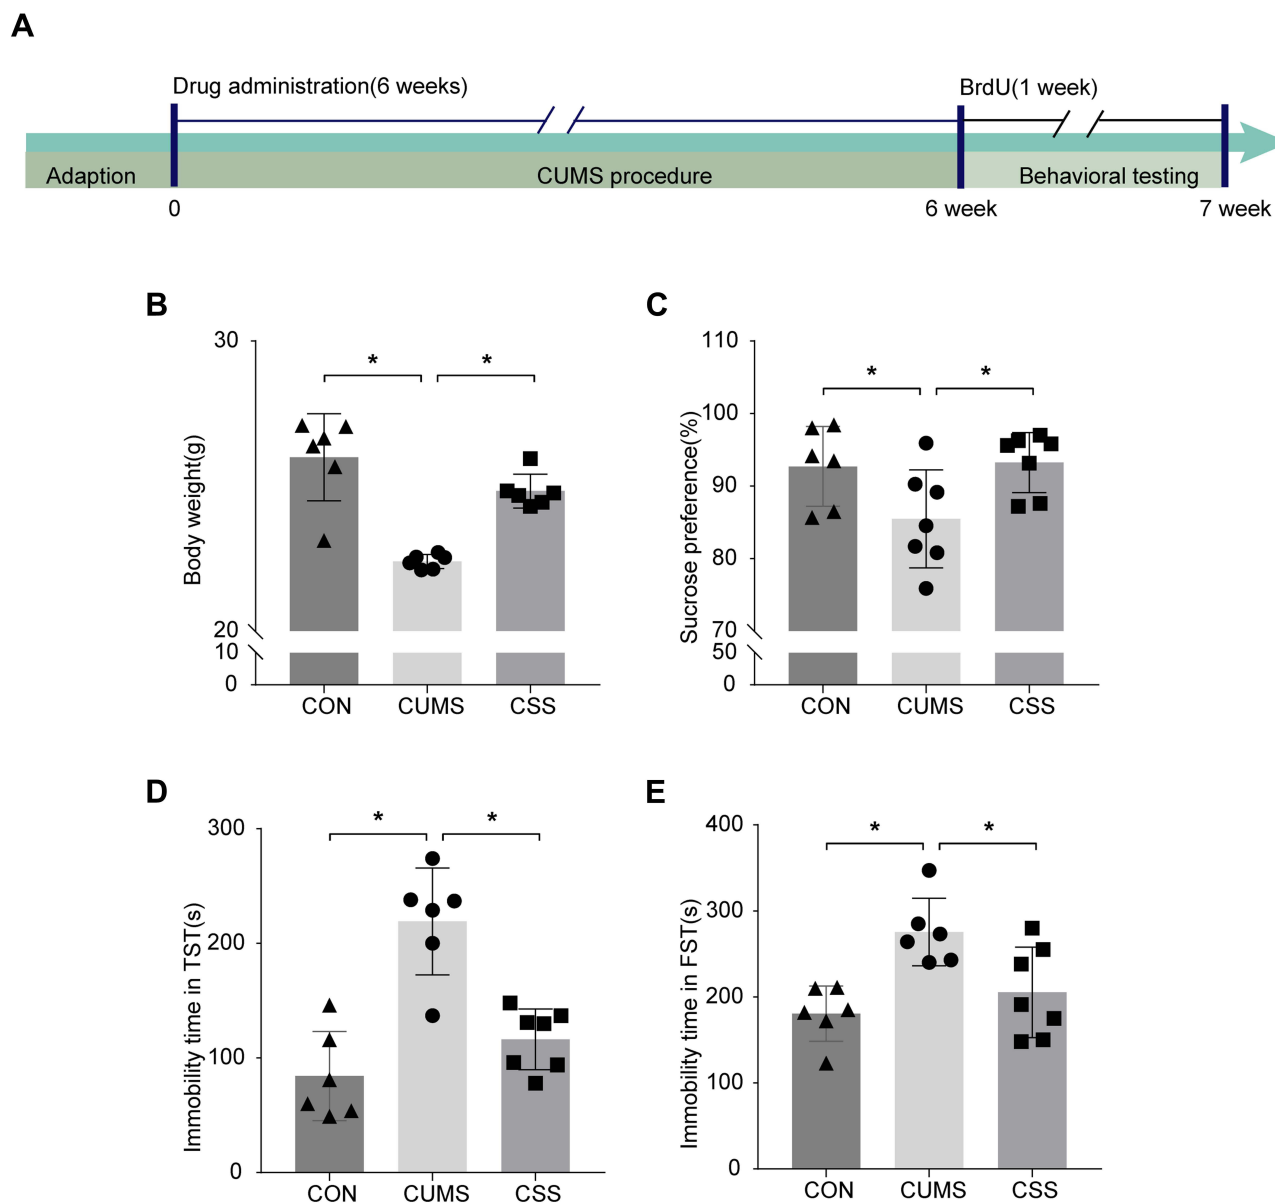 A
Drug administration(6 weeks)
BrdU(1 week)
Adaption
CUMS procedure
Behavioral testing
0
6 week
7 week
B
Body weight(g)
30
20
10
0
*
*
CON
CUMS
CSS
C
Sucrose preference(%)
110
100
90
80
70
50
0
*
*
CON
CUMS
CSS
D
Immobility time in TST(s)
300
200
100
0
*
*
CON
CUMS
CSS
E
Immobility time in FST(s)
400
300
200
100
0
*
*
CON
CUMS
CSS